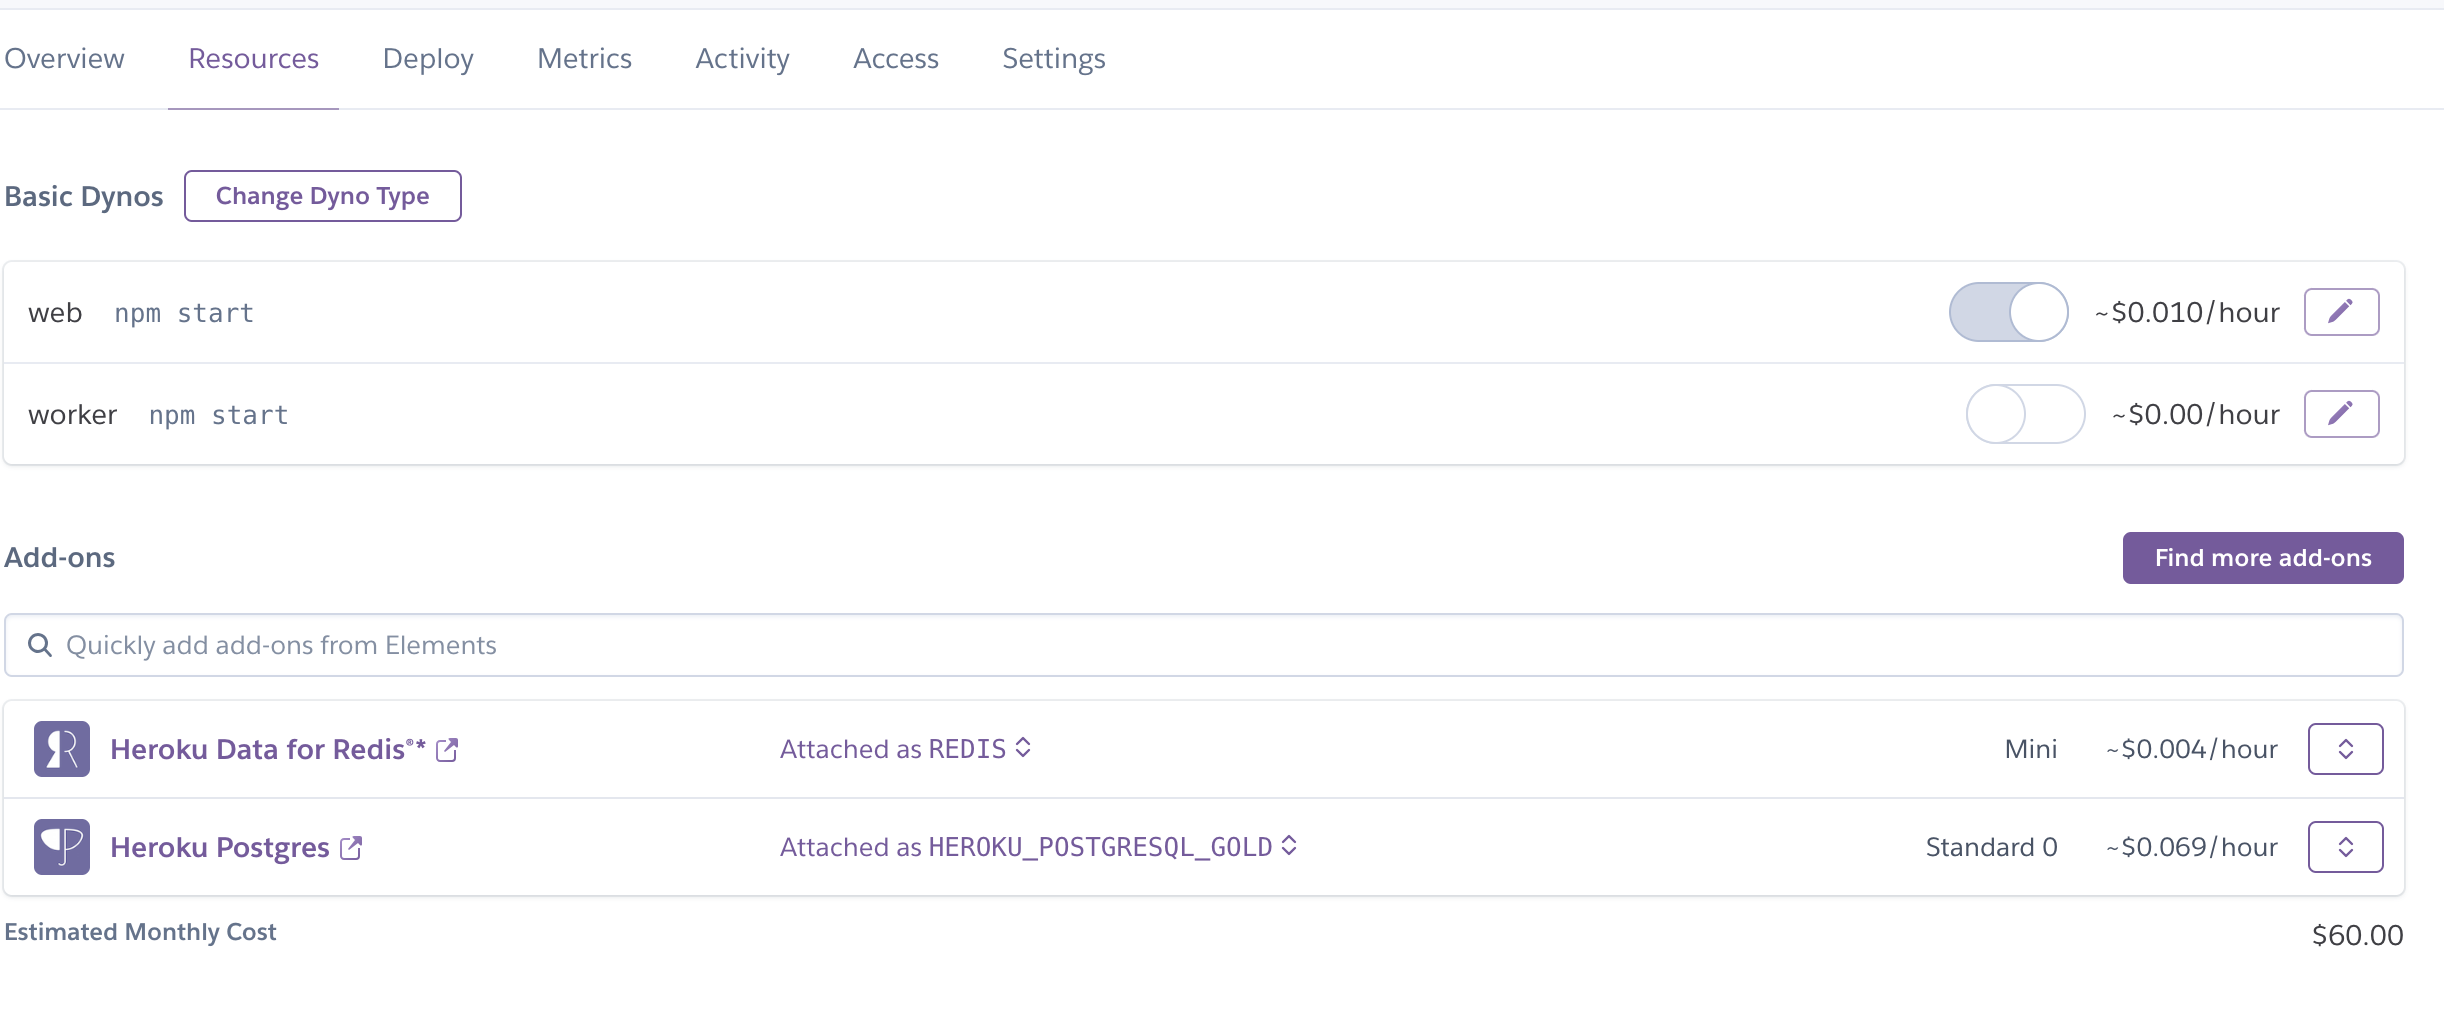 Overview Resources Deploy Metrics Activity Access Settings
Basic Dynos Change Dyno Type
web npm start ~$0.010/hour
worker npm start ~$0.00/hour
Add-ons Find more add-ons
Quickly add add-ons from Elements
Heroku Data for Redis®* Attached as REDIS Mini ~$0.004/hour
Heroku Postgres Attached as HEROKU_POSTGRESQL_GOLD Standard 0 ~$0.069/hour
Estimated Monthly Cost $60.00